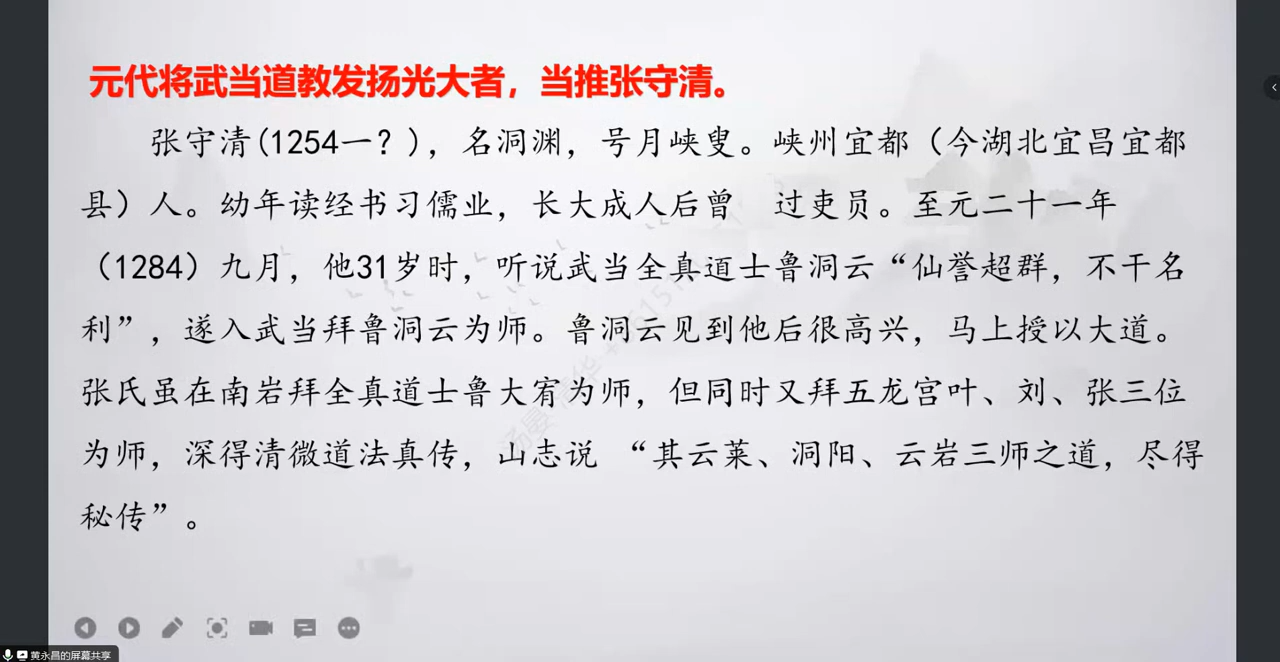 元代将武当道教发扬光大者，当推张守清。
张守清(1254一？)，名洞渊，号月峡叟。峡州宜都（今湖北宜昌宜都
县）人。幼年读经书习儒业，长大成人后曾　过吏员。至元二十一年
（1284）九月，他31岁时，听说武当全真道士鲁洞云“仙誉超群，不干名
利”，遂入武当拜鲁洞云为师。鲁洞云见到他后很高兴，马上授以大道。
张氏虽在南岩拜全真道士鲁大宥为师，但同时又拜五龙宫叶、刘、张三位
为师，深得清微道法真传，山志说 “其云莱、洞阳、云岩三师之道，尽得
秘传”。
黄永昌的屏幕共享